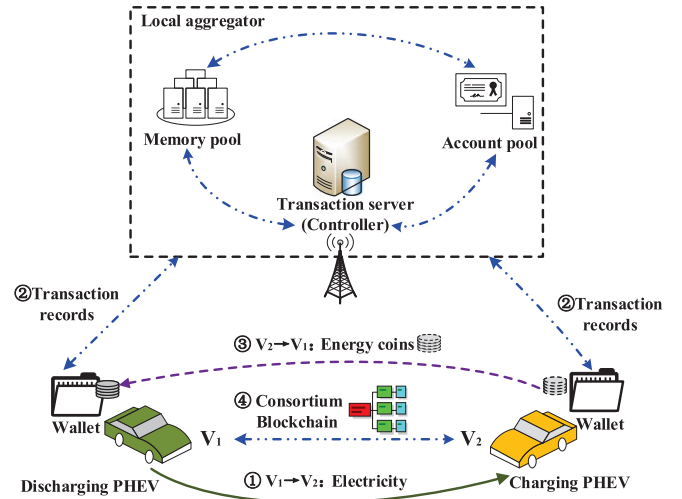 Local aggregator
Memory pool
Account pool
Transaction server
(Controller)
②Transaction
records
②Transaction
records
③ V₂→V₁: Energy coins
Wallet
Wallet
④ Consortium
Blockchain
V₁
V₂
Discharging PHEV
① V₁→V₂: Electricity
Charging PHEV